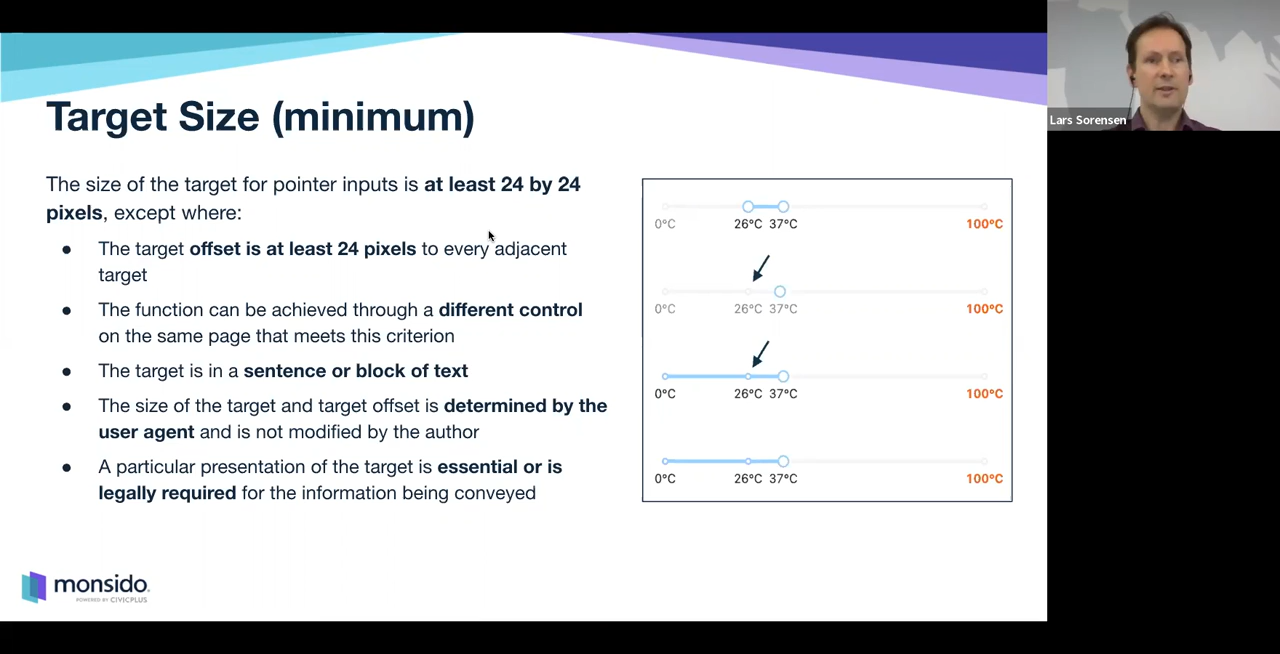 Target Size (minimum)
The size of the target for pointer inputs is at least 24 by 24
pixels, except where:
● The target offset is at least 24 pixels to every adjacent
target
● The function can be achieved through a different control
on the same page that meets this criterion
● The target is in a sentence or block of text
● The size of the target and target offset is determined by the
user agent and is not modified by the author
● A particular presentation of the target is essential or is
legally required for the information being conveyed
0°C 26°C 37°C 100°C
0°C 26°C 37°C 100°C
0°C 26°C 37°C 100°C
0°C 26°C 37°C 100°C
monsido
POWERED BY CIVICPLUS
Lars Sorensen